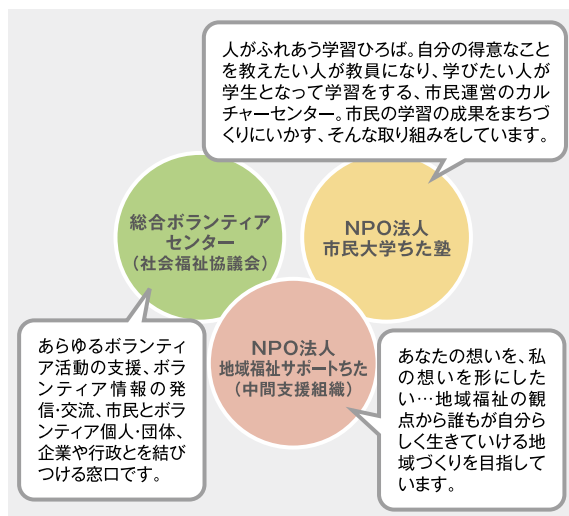 人がふれあう学習ひろば。自分の得意なこと
を教えたい人が教員になり、学びたい人が
学生となって学習をする、市民運営のカル
チャーセンター。市民の学習の成果をまちづ
くりにいかす、そんな取り組みをしています。
総合ボランティア
センター
（社会福祉協議会）
NPO法人
市民大学ちた塾
NPO法人
地域福祉サポートちた
（中間支援組織）
あらゆるボランティ
ア活動の支援、ボラ
ンティア情報の発
信・交流、市民とボラ
ンティア個人・団体、
企業や行政とを結び
つける窓口です。
あなたの想いを、私
の想いを形にした
い…地域福祉の観
点から誰もが自分ら
しく生きていける地
域づくりを目指して
います。